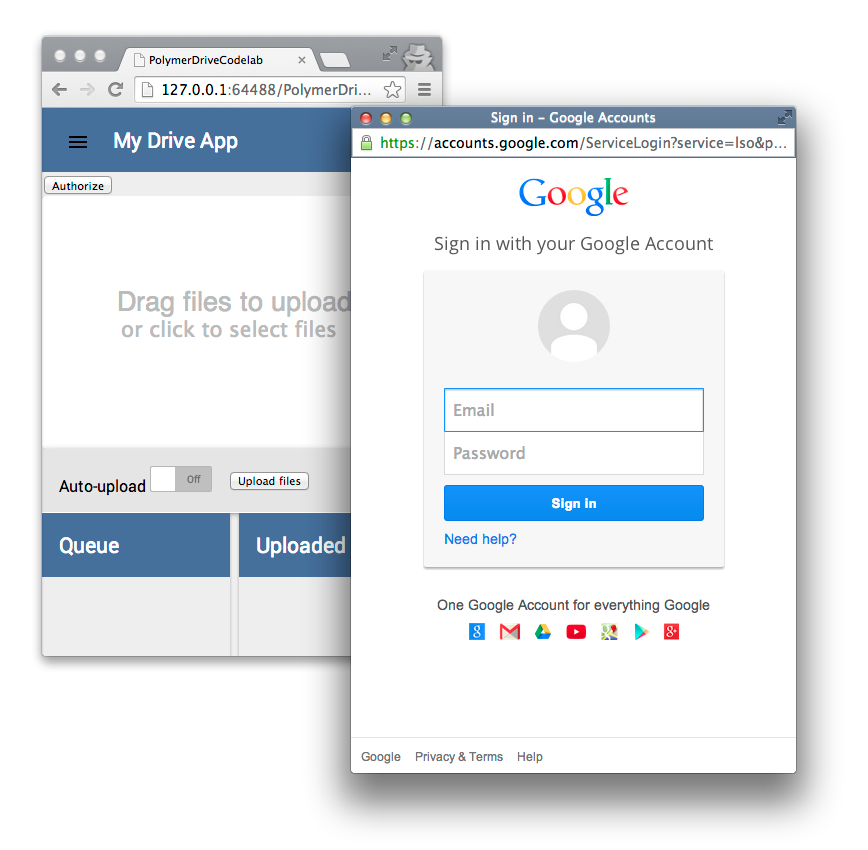 PolymerDriveCodelab
127.0.0.1:64488/PolymerDri...
My Drive App
Authorize
Drag files to upload
or click to select files
Auto-upload
Off
Upload files
Queue
Uploaded
Sign in – Google Accounts
https://accounts.google.com/ServiceLogin?service=lso&p...
Google
Sign in with your Google Account
Email
Password
Sign in
Need help?
One Google Account for everything Google
Google Privacy & Terms Help